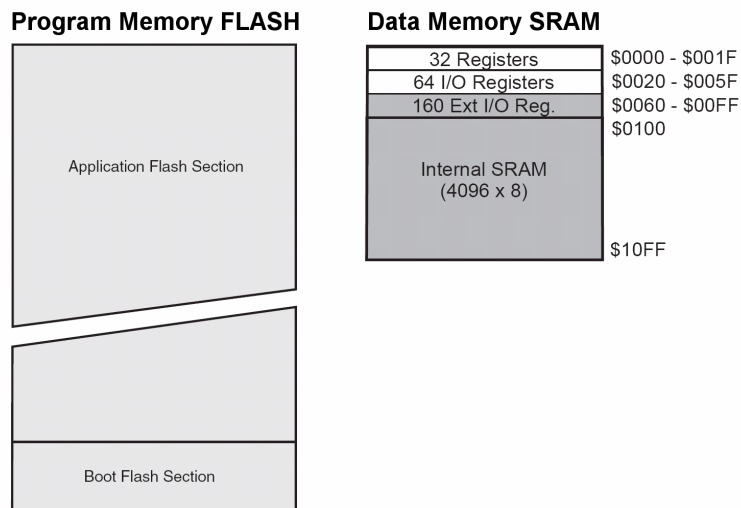 Program Memory FLASH
Application Flash Section
Boot Flash Section
Data Memory SRAM
32 Registers
$0000 - $001F
64 I/O Registers
$0020 - $005F
160 Ext I/O Reg.
$0060 - $00FF
$0100
Internal SRAM
(4096 x 8)
$10FF